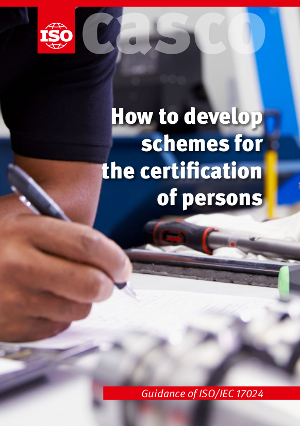 ISO
casco
How to develop
schemes for
the certification
of persons
Guidance of ISO/IEC 17024